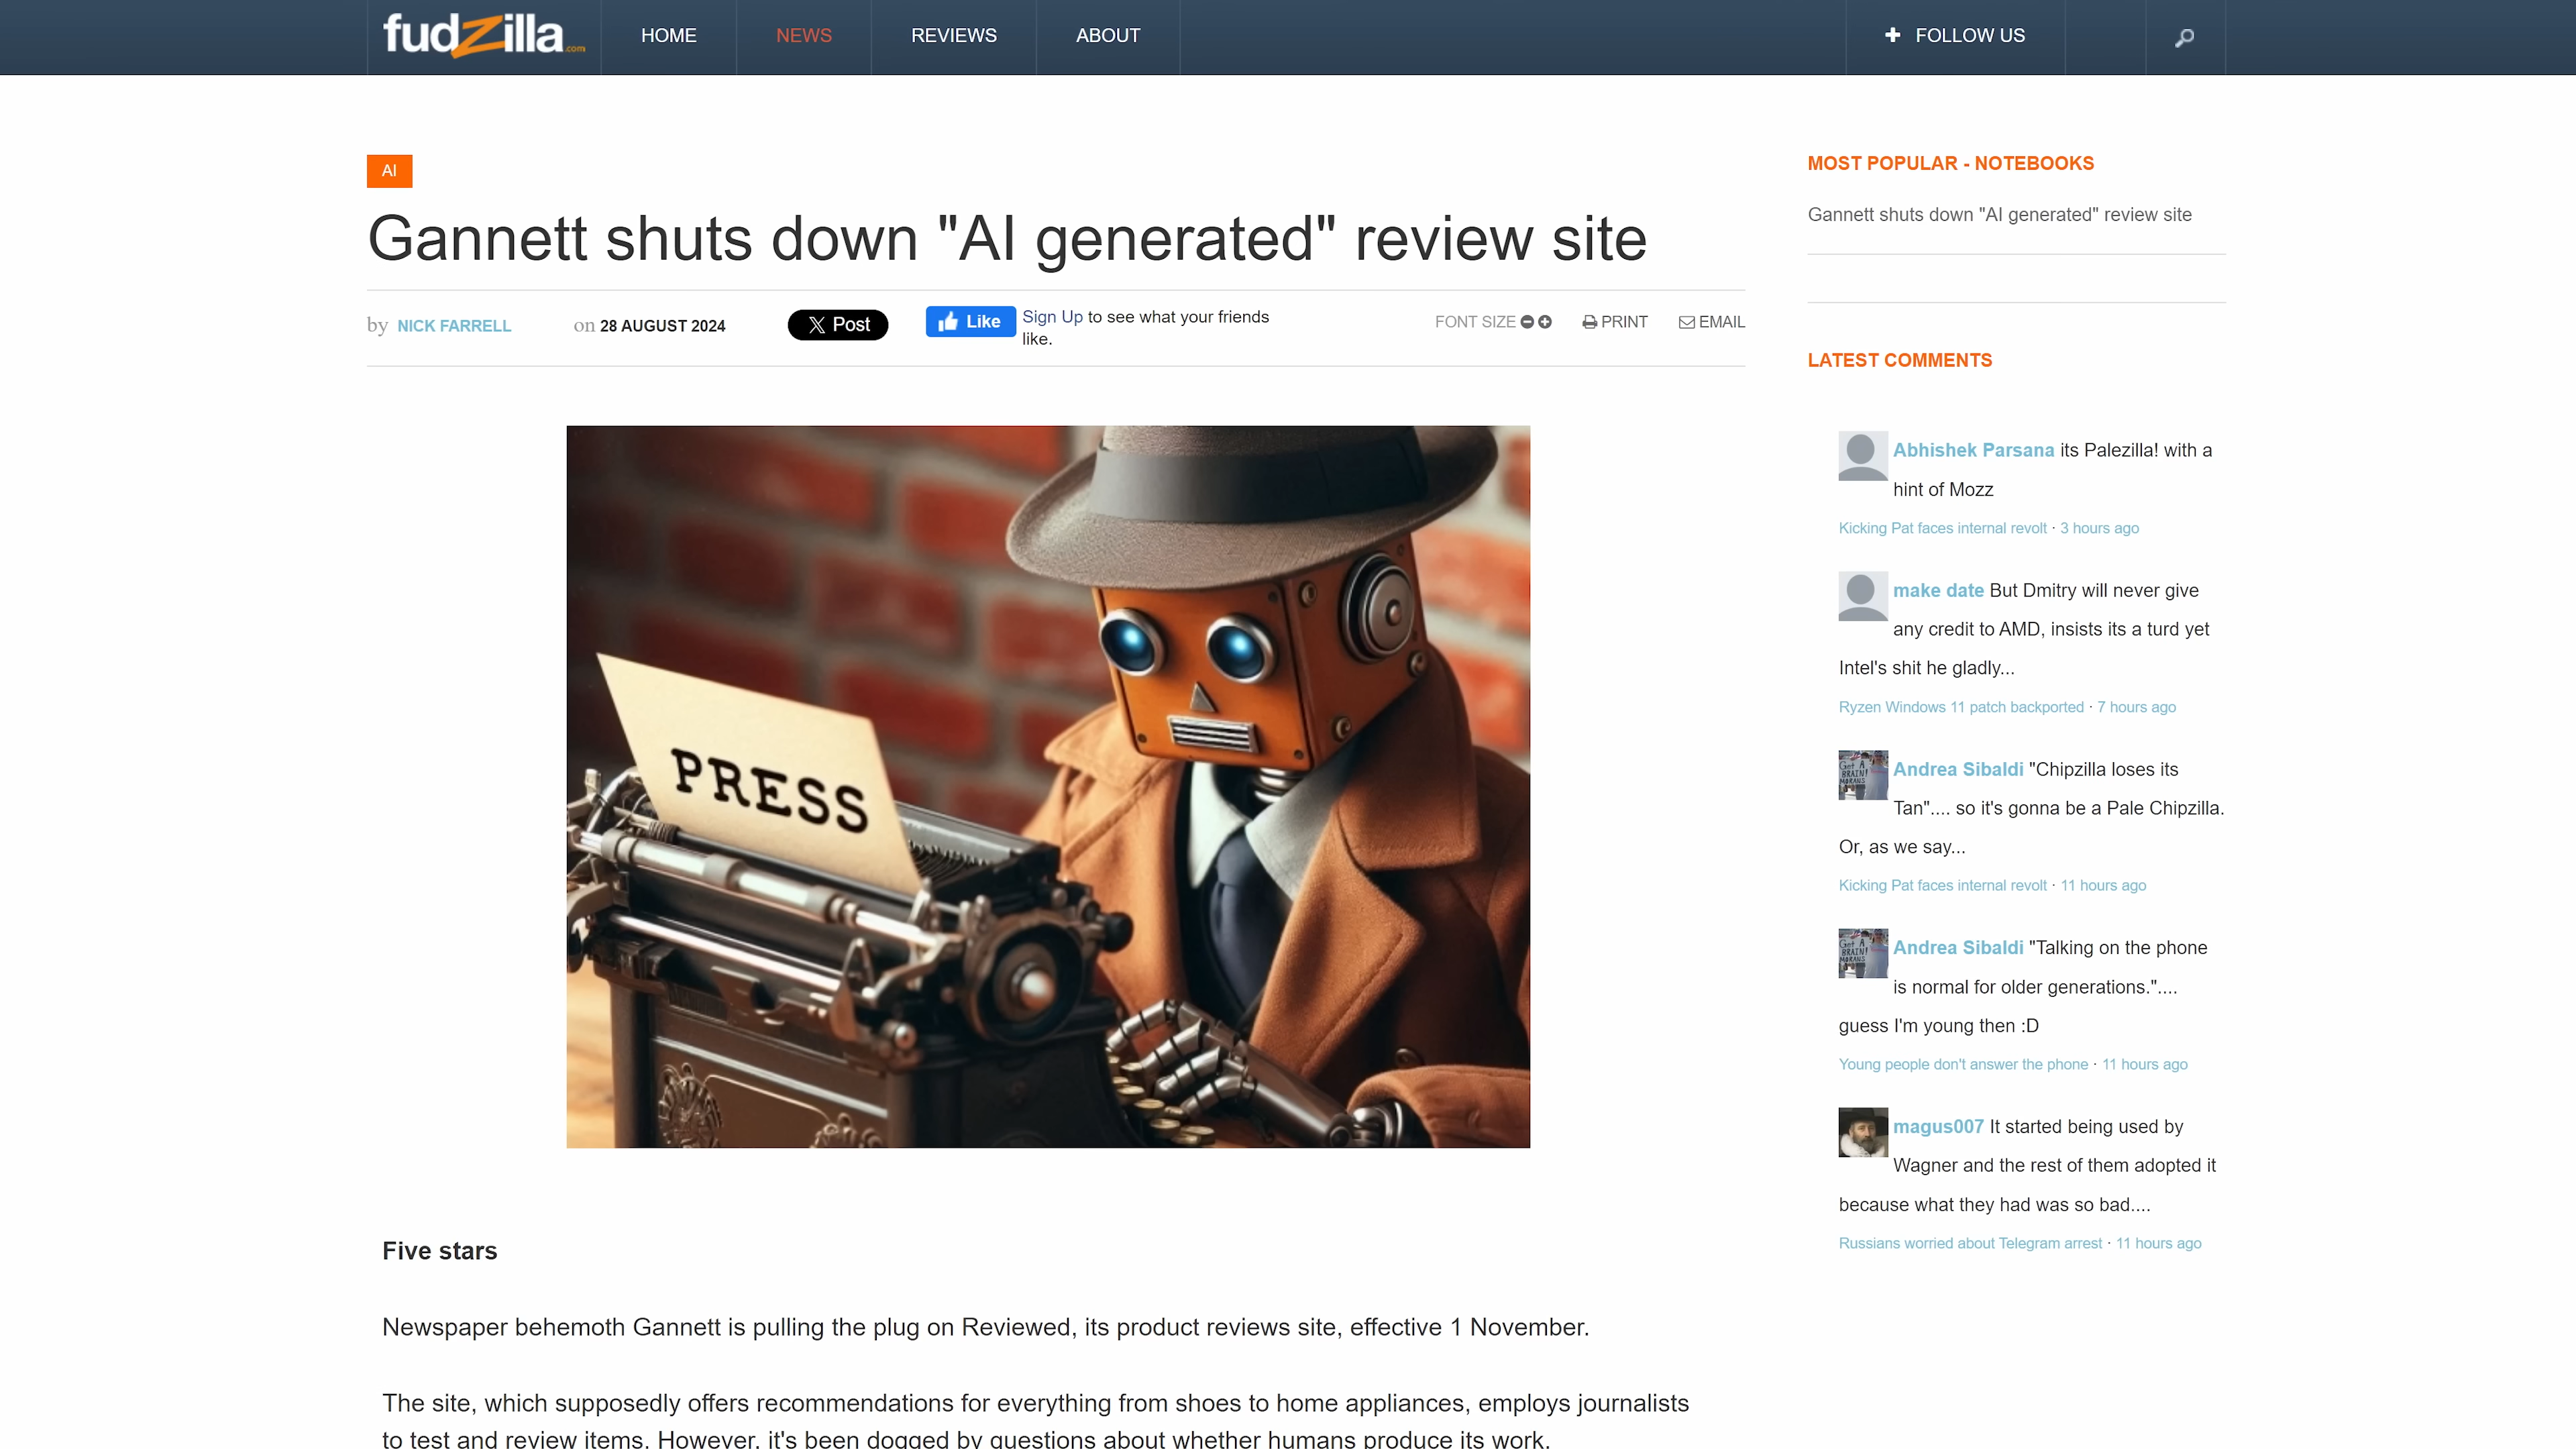 fudzilla.com
HOME
NEWS
REVIEWS
ABOUT
FOLLOW US
AI
Gannett shuts down "AI generated" review site
by NICK FARRELL
on 28 AUGUST 2024
Post
Like
Sign Up to see what your friends
like.
FONT SIZE
PRINT
EMAIL
PRESS
Five stars
Newspaper behemoth Gannett is pulling the plug on Reviewed, its product reviews site, effective 1 November.
The site, which supposedly offers recommendations for everything from shoes to home appliances, employs journalists
to test and review items. However, it's been dogged by questions about whether humans produce its work.
MOST POPULAR - NOTEBOOKS
Gannett shuts down "AI generated" review site
LATEST COMMENTS
Abhishek Parsana its Palezilla! with a
hint of Mozz
Kicking Pat faces internal revolt · 3 hours ago
make date But Dmitry will never give
any credit to AMD, insists its a turd yet
Intel's shit he gladly...
Ryzen Windows 11 patch backported · 7 hours ago
GOT A
BRAIN!
MORANS
Andrea Sibaldi "Chipzilla loses its
Tan".... so it's gonna be a Pale Chipzilla.
Or, as we say...
Kicking Pat faces internal revolt · 11 hours ago
GOT A
BRAIN!
MORANS
Andrea Sibaldi "Talking on the phone
is normal for older generations."....
guess I'm young then :D
Young people don't answer the phone · 11 hours ago
magus007 It started being used by
Wagner and the rest of them adopted it
because what they had was so bad....
Russians worried about Telegram arrest · 11 hours ago